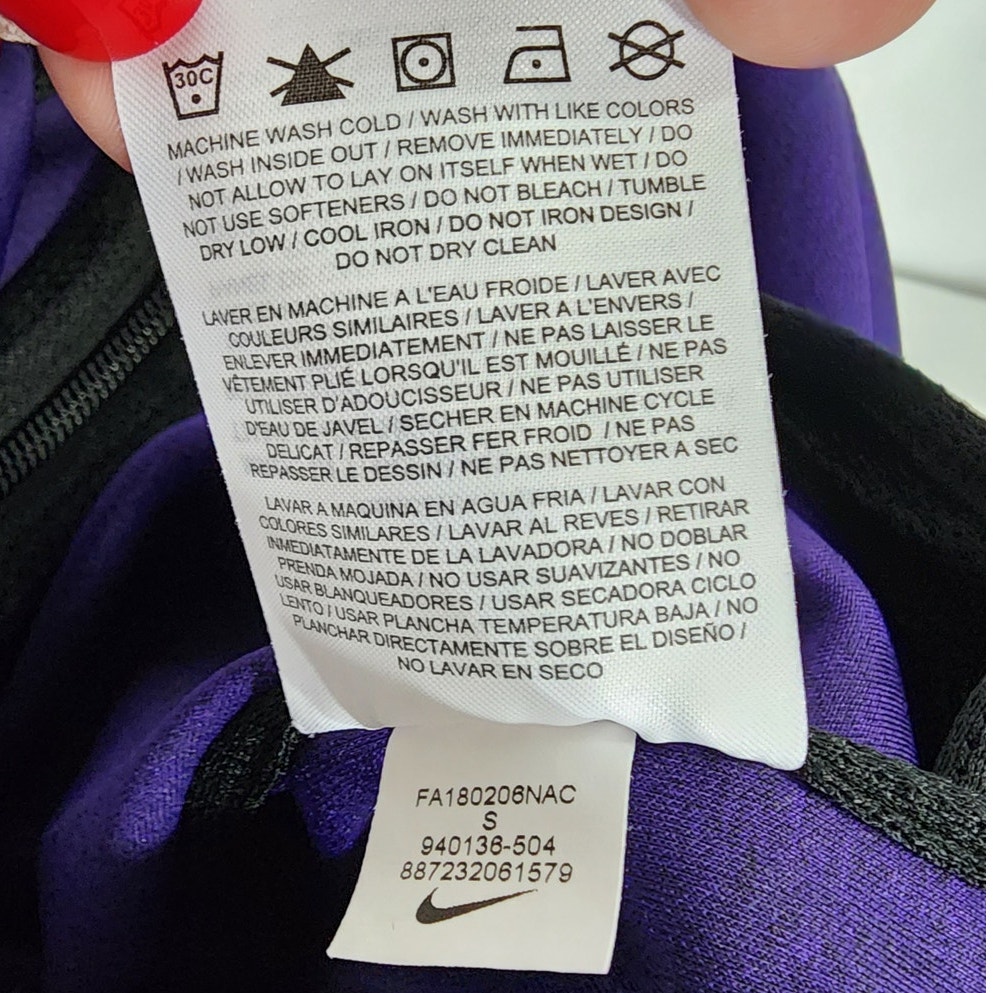 30C
MACHINE WASH COLD / WASH WITH LIKE COLORS
/ WASH INSIDE OUT / REMOVE IMMEDIATELY / DO
NOT ALLOW TO LAY ON ITSELF WHEN WET / DO
NOT USE SOFTENERS / DO NOT BLEACH / TUMBLE
DRY LOW / COOL IRON / DO NOT IRON DESIGN /
DO NOT DRY CLEAN
LAVER EN MACHINE A L'EAU FROIDE / LAVER AVEC
COULEURS SIMILAIRES / LAVER A L'ENVERS /
ENLEVER IMMEDIATEMENT / NE PAS LAISSER LE
VÊTEMENT PLIÉ LORSQU'IL EST MOUILLÉ / NE PAS
UTILISER D'ADOUCISSEUR / NE PAS UTILISER
D'EAU DE JAVEL / SECHER EN MACHINE CYCLE
DELICAT / REPASSER FER FROID / NE PAS
REPASSER LE DESSIN / NE PAS NETTOYER A SEC
LAVAR A MAQUINA EN AGUA FRIA / LAVAR CON
COLORES SIMILARES / LAVAR AL REVES / RETIRAR
INMEDIATAMENTE DE LA LAVADORA / NO DOBLAR
PRENDA MOJADA / NO USAR SUAVIZANTES / NO
USAR BLANQUEADORES / USAR SECADORA CICLO
LENTO / USAR PLANCHA TEMPERATURA BAJA / NO
PLANCHAR DIRECTAMENTE SOBRE EL DISEÑO /
NO LAVAR EN SECO
FA180206NAC
S
940136-504
887232061579